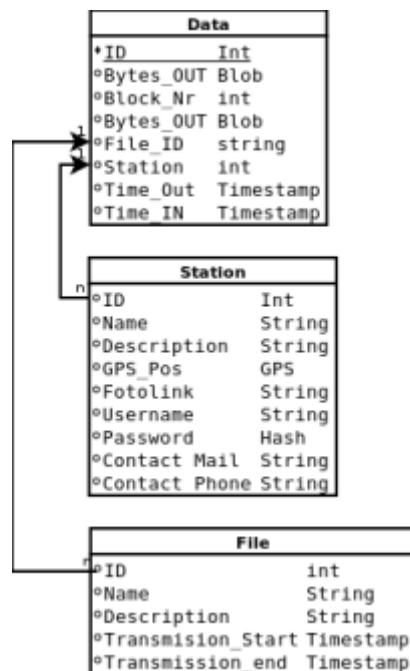 Data
ID Int
Bytes_OUT Blob
Block_Nr int
Bytes_OUT Blob
File_ID string
Station int
Time_Out Timestamp
Time_IN Timestamp
1
1
n
Station
ID Int
Name String
Description String
GPS_Pos GPS
Fotolink String
Username String
Password Hash
Contact Mail String
Contact Phone String
n
File
ID int
Name String
Description String
Transmision_Start Timestamp
Transmission_end Timestamp